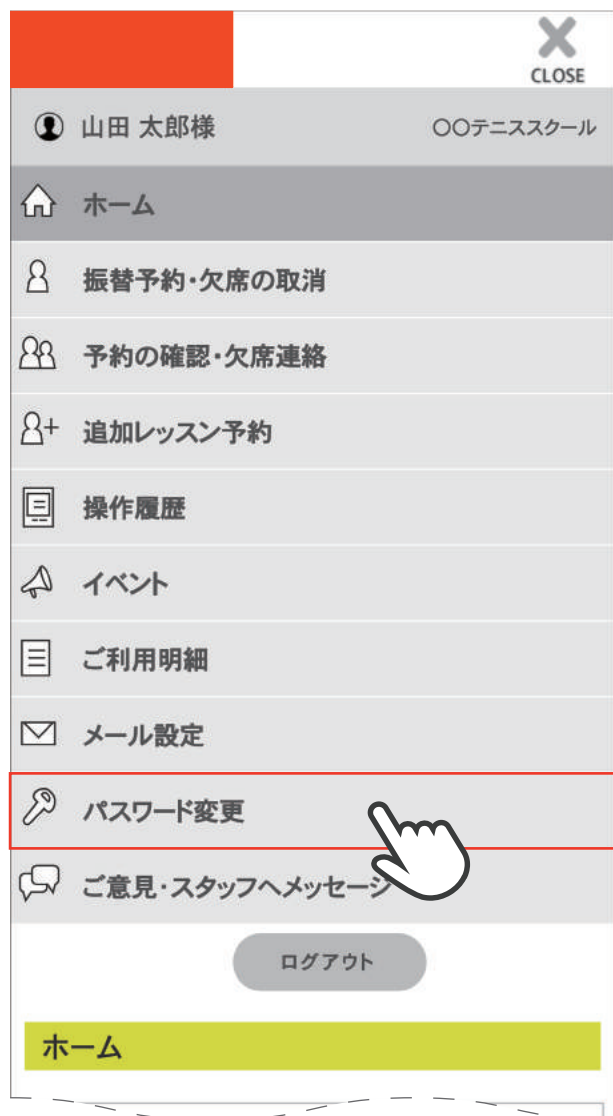 CLOSE
山田 太郎様 〇〇テニススクール
ホーム
振替予約・欠席の取消
予約の確認・欠席連絡
追加レッスン予約
操作履歴
イベント
ご利用明細
メール設定
パスワード変更
ご意見・スタッフへメッセージ
ログアウト
ホーム